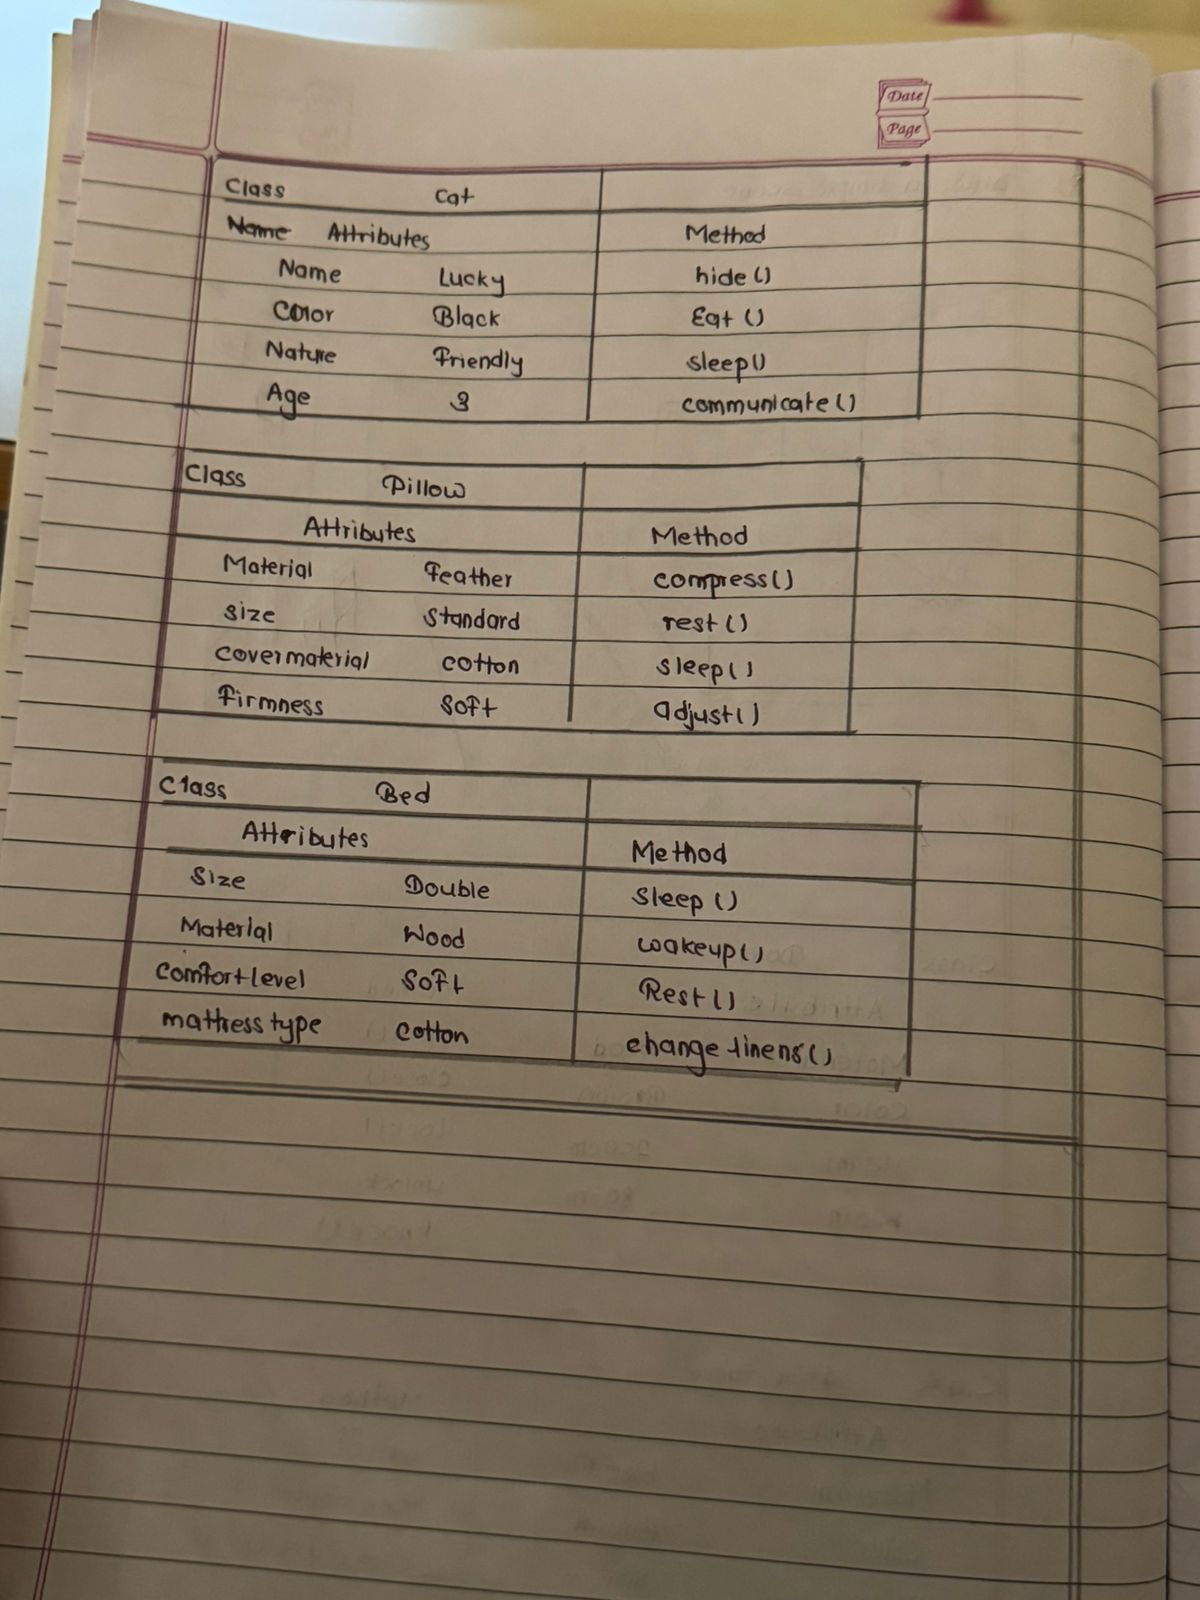 Date
Page
Class Cat
Name Attributes Method
Name Lucky hide()
Color Black Eat()
Nature Friendly sleep()
Age 3 communicate()
Class Pillow
Attributes Method
Material Feather compress()
size Standard rest()
covermaterial cotton sleep()
Firmness Soft adjust()
Class Bed
Attributes Method
Size Double Sleep()
Material Wood wakeup()
comfortlevel Soft Rest()
mattress type cotton change linens()